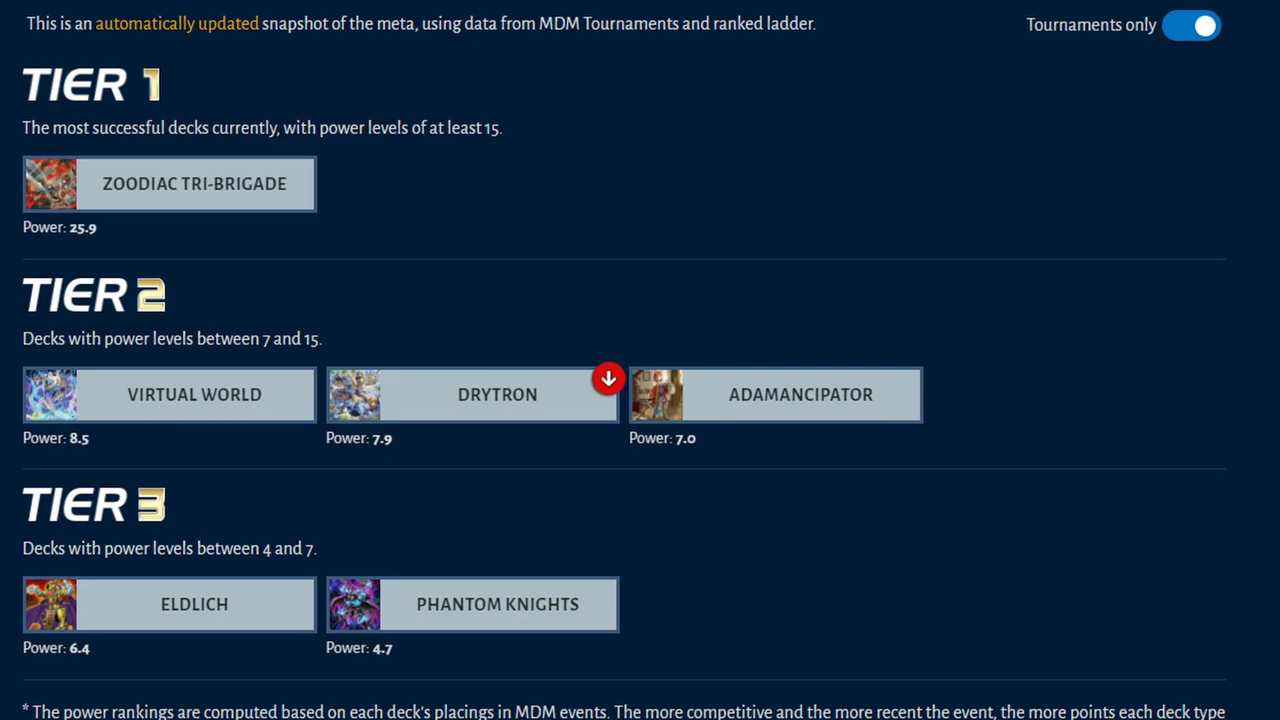 This is an automatically updated snapshot of the meta, using data from MDM Tournaments and ranked ladder.
Tournaments only
TIER 1
The most successful decks currently, with power levels of at least 15.
ZOODIAC TRI-BRIGADE
Power: 25.9
TIER 2
Decks with power levels between 7 and 15.
VIRTUAL WORLD
DRYTRON
ADAMANCIPATOR
Power: 8.5
Power: 7.9
Power: 7.0
TIER 3
Decks with power levels between 4 and 7.
ELDLICH
PHANTOM KNIGHTS
Power: 6.4
Power: 4.7
* The power rankings are computed based on each deck's placings in MDM events. The more competitive and the more recent the event, the more points each deck type